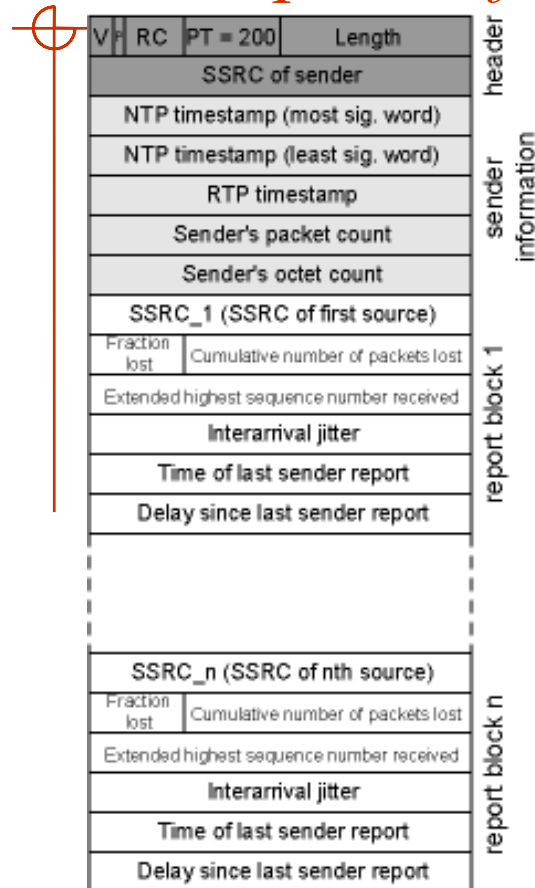 V P RC PT = 200 Length
SSRC of sender
header
NTP timestamp (most sig. word)
NTP timestamp (least sig. word)
RTP timestamp
Sender's packet count
Sender's octet count
sender
information
SSRC_1 (SSRC of first source)
Fraction lost Cumulative number of packets lost
Extended highest sequence number received
Interarrival jitter
Time of last sender report
Delay since last sender report
report block 1
SSRC_n (SSRC of nth source)
Fraction lost Cumulative number of packets lost
Extended highest sequence number received
Interarrival jitter
Time of last sender report
Delay since last sender report
report block n